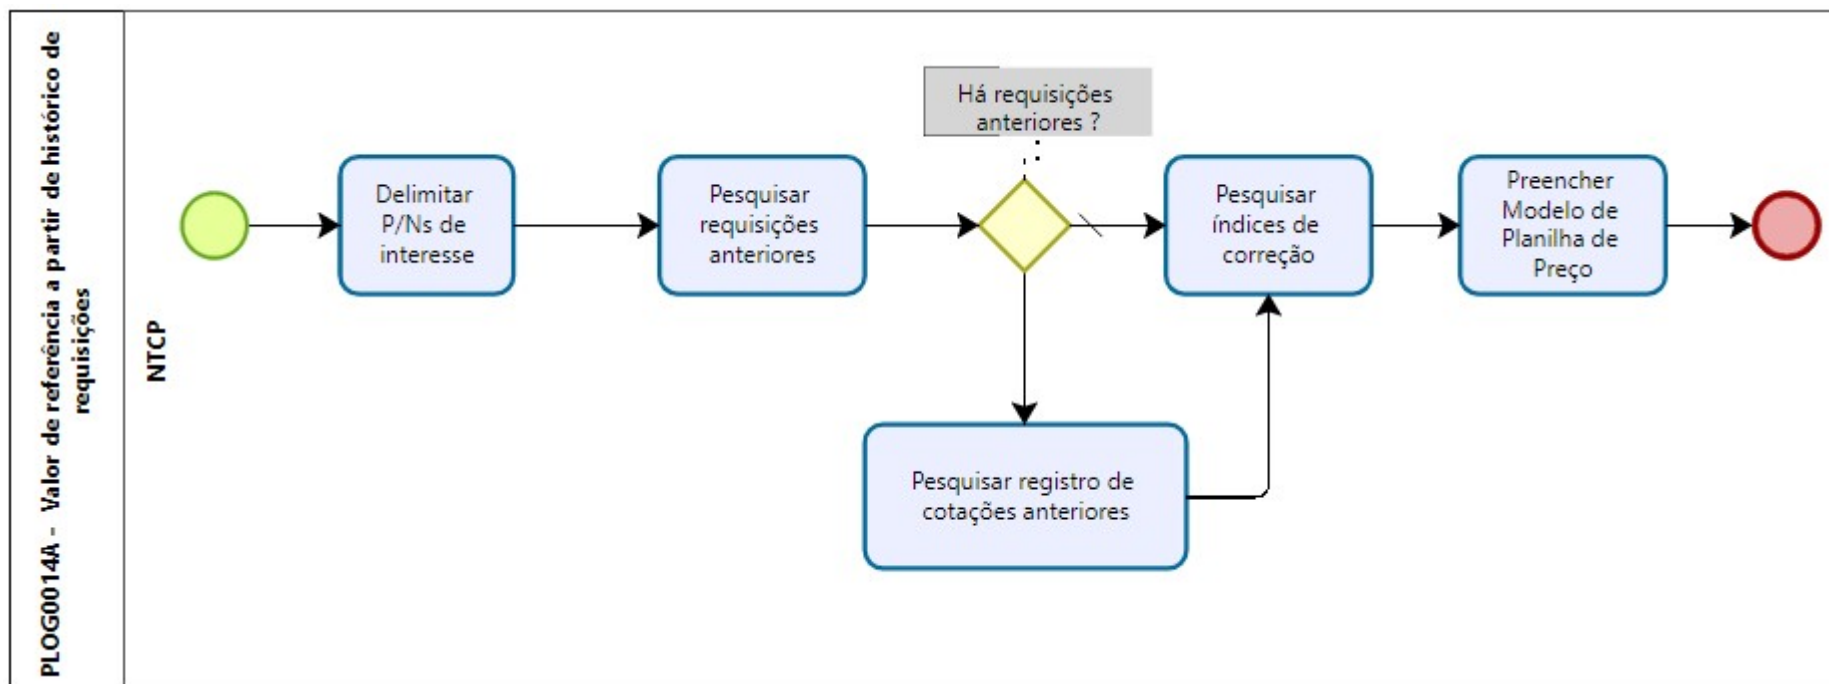 PLOG0014A - Valor de referência a partir de histórico de
requisições
NTCP
Delimitar
P/Ns de
interesse
Pesquisar
requisições
anteriores
Há requisições
anteriores ?
Pesquisar
índices de
correção
Preencher
Modelo de
Planilha de
Preço
Pesquisar registro de
cotações anteriores